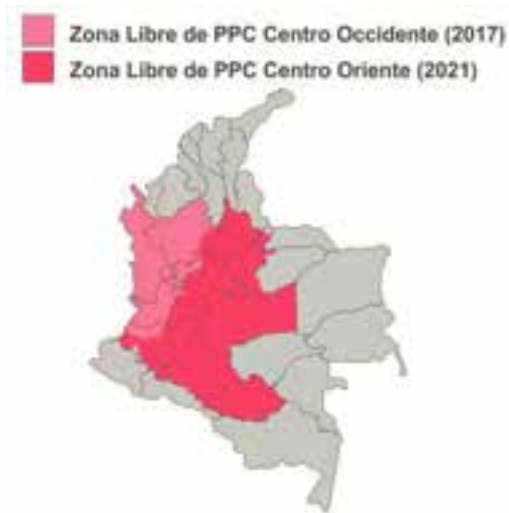 Zona Libre de PPC Centro Occidente (2017)
Zona Libre de PPC Centro Oriente (2021)